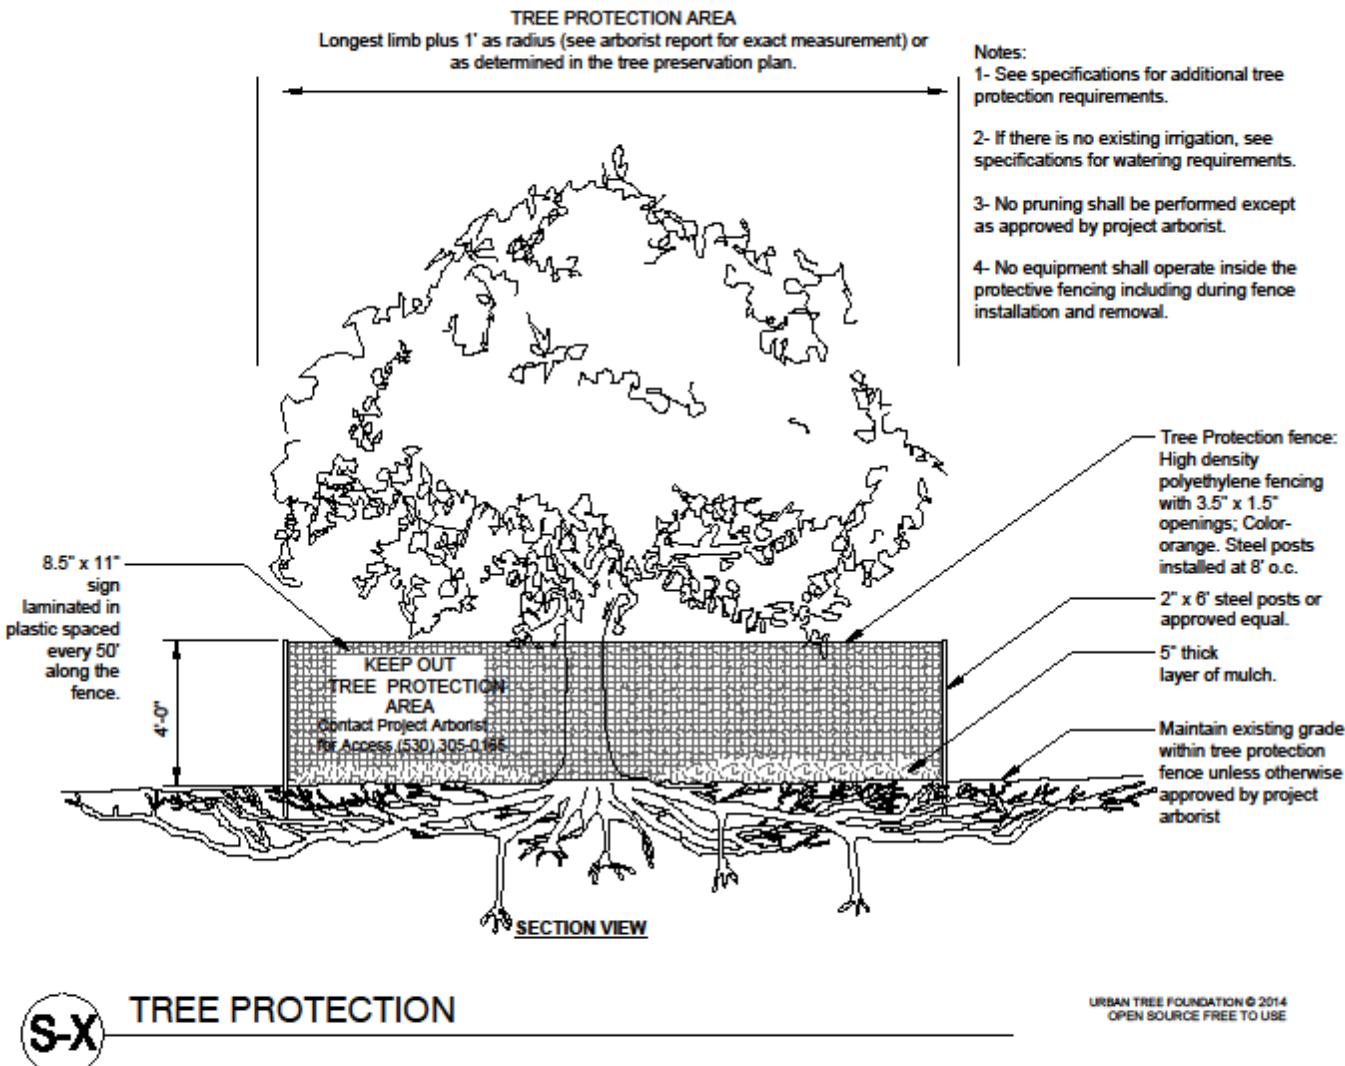 TREE PROTECTION AREA
Longest limb plus 1' as radius (see arborist report for exact measurement) or
as determined in the tree preservation plan.
Notes:
1- See specifications for additional tree
protection requirements.
2- If there is no existing irrigation, see
specifications for watering requirements.
3- No pruning shall be performed except
as approved by project arborist.
4- No equipment shall operate inside the
protective fencing including during fence
installation and removal.
Tree Protection fence:
High density
polyethylene fencing
with 3.5" x 1.5"
openings; Color-
orange. Steel posts
installed at 8' o.c.
2" x 6' steel posts or
approved equal.
5" thick
layer of mulch.
Maintain existing grade
within tree protection
fence unless otherwise
approved by project
arborist
8.5" x 11"
sign
laminated in
plastic spaced
every 50'
along the
fence.
4'-0"
KEEP OUT
TREE PROTECTION
AREA
Contact Project Arborist
for Access (530) 305-0165
SECTION VIEW
S-X
TREE PROTECTION
URBAN TREE FOUNDATION © 2014
OPEN SOURCE FREE TO USE